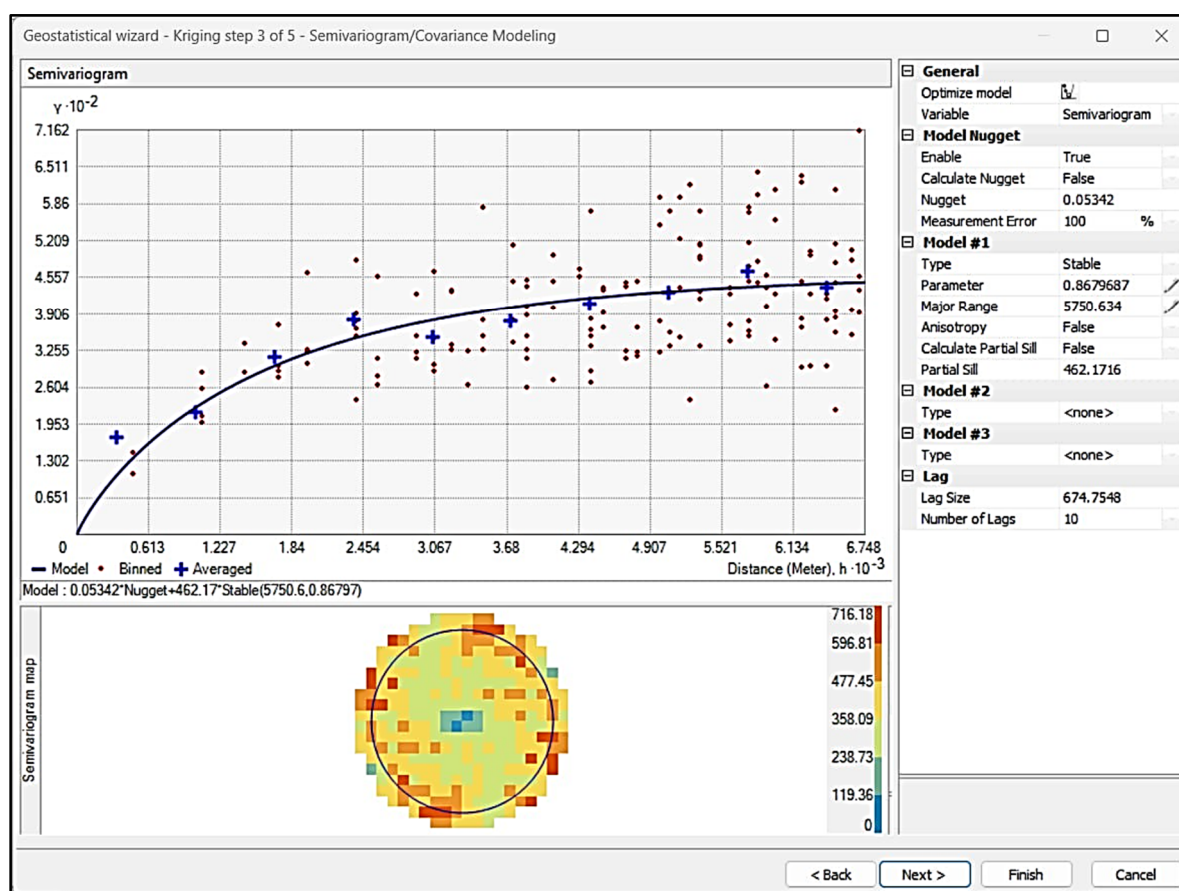 Geostatistical wizard - Kriging step 3 of 5 - Semivariogram/Covariance Modeling
Semivariogram
γ ·10⁻²
7.162
6.511
5.86
5.209
4.557
3.906
3.255
2.604
1.953
1.302
0.651
0 0.613 1.227 1.84 2.454 3.067 3.68 4.294 4.907 5.521 6.134 6.748
Model Binned Averaged Distance (Meter), h ·10⁻³
Model : 0.05342*Nugget+462.17*Stable(5750.6,0.86797)
Semivariogram map
716.18
596.81
477.45
358.09
238.73
119.36
0
General
Optimize model
Variable Semivariogram
Model Nugget
Enable True
Calculate Nugget False
Nugget 0.05342
Measurement Error 100 %
Model #1
Type Stable
Parameter 0.8679687
Major Range 5750.634
Anisotropy False
Calculate Partial Sill False
Partial Sill 462.1716
Model #2
Type <none>
Model #3
Type <none>
Lag
Lag Size 674.7548
Number of Lags 10
< Back Next > Finish Cancel